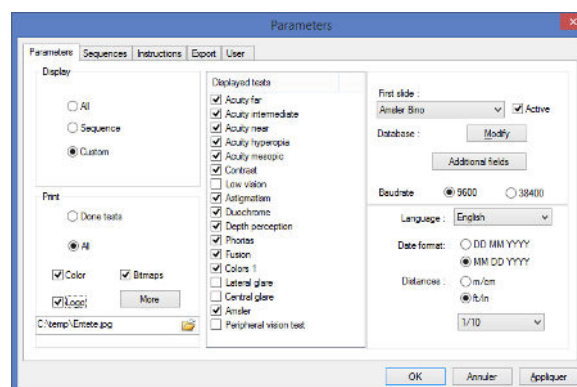 Parameters
Parameters Sequences Instructions Export User
Display
All
Sequence
Custom
Print
Done tests
All
Color Bitmaps
Logo More
C:\temp\Entete.jpg
Displayed tests
Acuity far
Acuity intermediate
Acuity near
Acuity hyperopia
Acuity mesopic
Contrast
Low vision
Astigmatism
Duochrome
Depth perception
Phorias
Fusion
Colors 1
Lateral glare
Central glare
Amsler
Peripheral vision test
First slide :
Amsler Bino Active
Database : Modify
Additional fields
Baudrate 9600 38400
Language : English
Date format: DD MM YYYY
MM DD YYYY
Distances : m/cm
ft/in
1/10
OK Annuler Appliquer